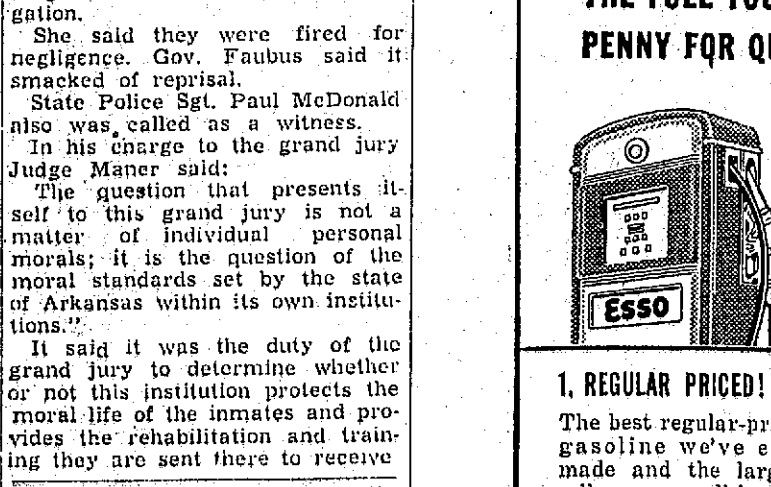 gation.
She said they were fired for
negligence. Gov. Faubus said it
smacked of reprisal.
State Police Sgt. Paul McDonald
also was called as a witness.
In his charge to the grand jury
Judge Maner said:
"The question that presents it-
self to this grand jury is not a
matter of individual personal
morals; it is the question of the
moral standards set by the state
of Arkansas within its own institu-
tions."
It said it was the duty of the
grand jury to determine whether
or not this institution protects the
moral life of the inmates and pro-
vides the rehabilitation and train-
ing they are sent there to receive
PENNY FOR QU
ESSO
1. REGULAR PRICED!
The best regular-pr
gasoline we've e
made and the larg